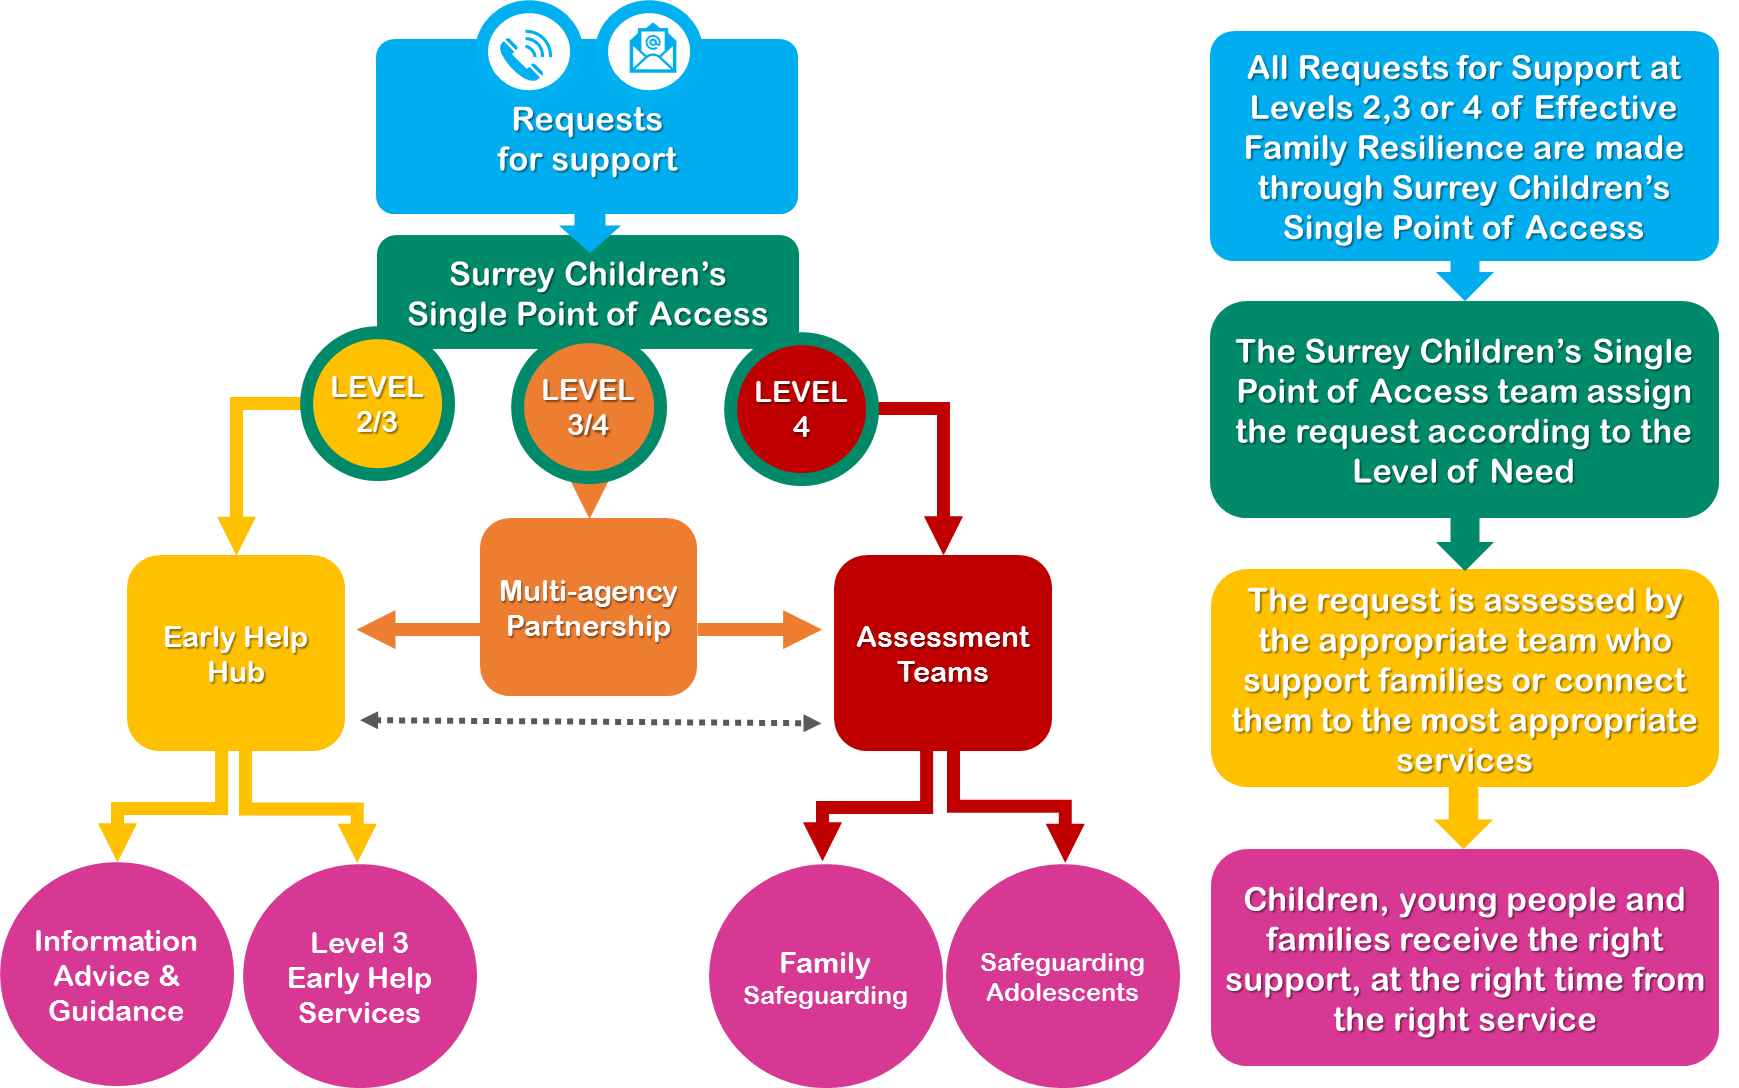 @
Requests
for support
Surrey Children’s
Single Point of Access
LEVEL
2/3
LEVEL
3/4
LEVEL
4
Early Help
Hub
Multi-agency
Partnership
Assessment
Teams
Information
Advice &
Guidance
Level 3
Early Help
Services
Family
Safeguarding
Safeguarding
Adolescents
All Requests for Support at
Levels 2,3 or 4 of Effective
Family Resilience are made
through Surrey Children’s
Single Point of Access
The Surrey Children’s Single
Point of Access team assign
the request according to the
Level of Need
The request is assessed by
the appropriate team who
support families or connect
them to the most appropriate
services
Children, young people and
families receive the right
support, at the right time from
the right service